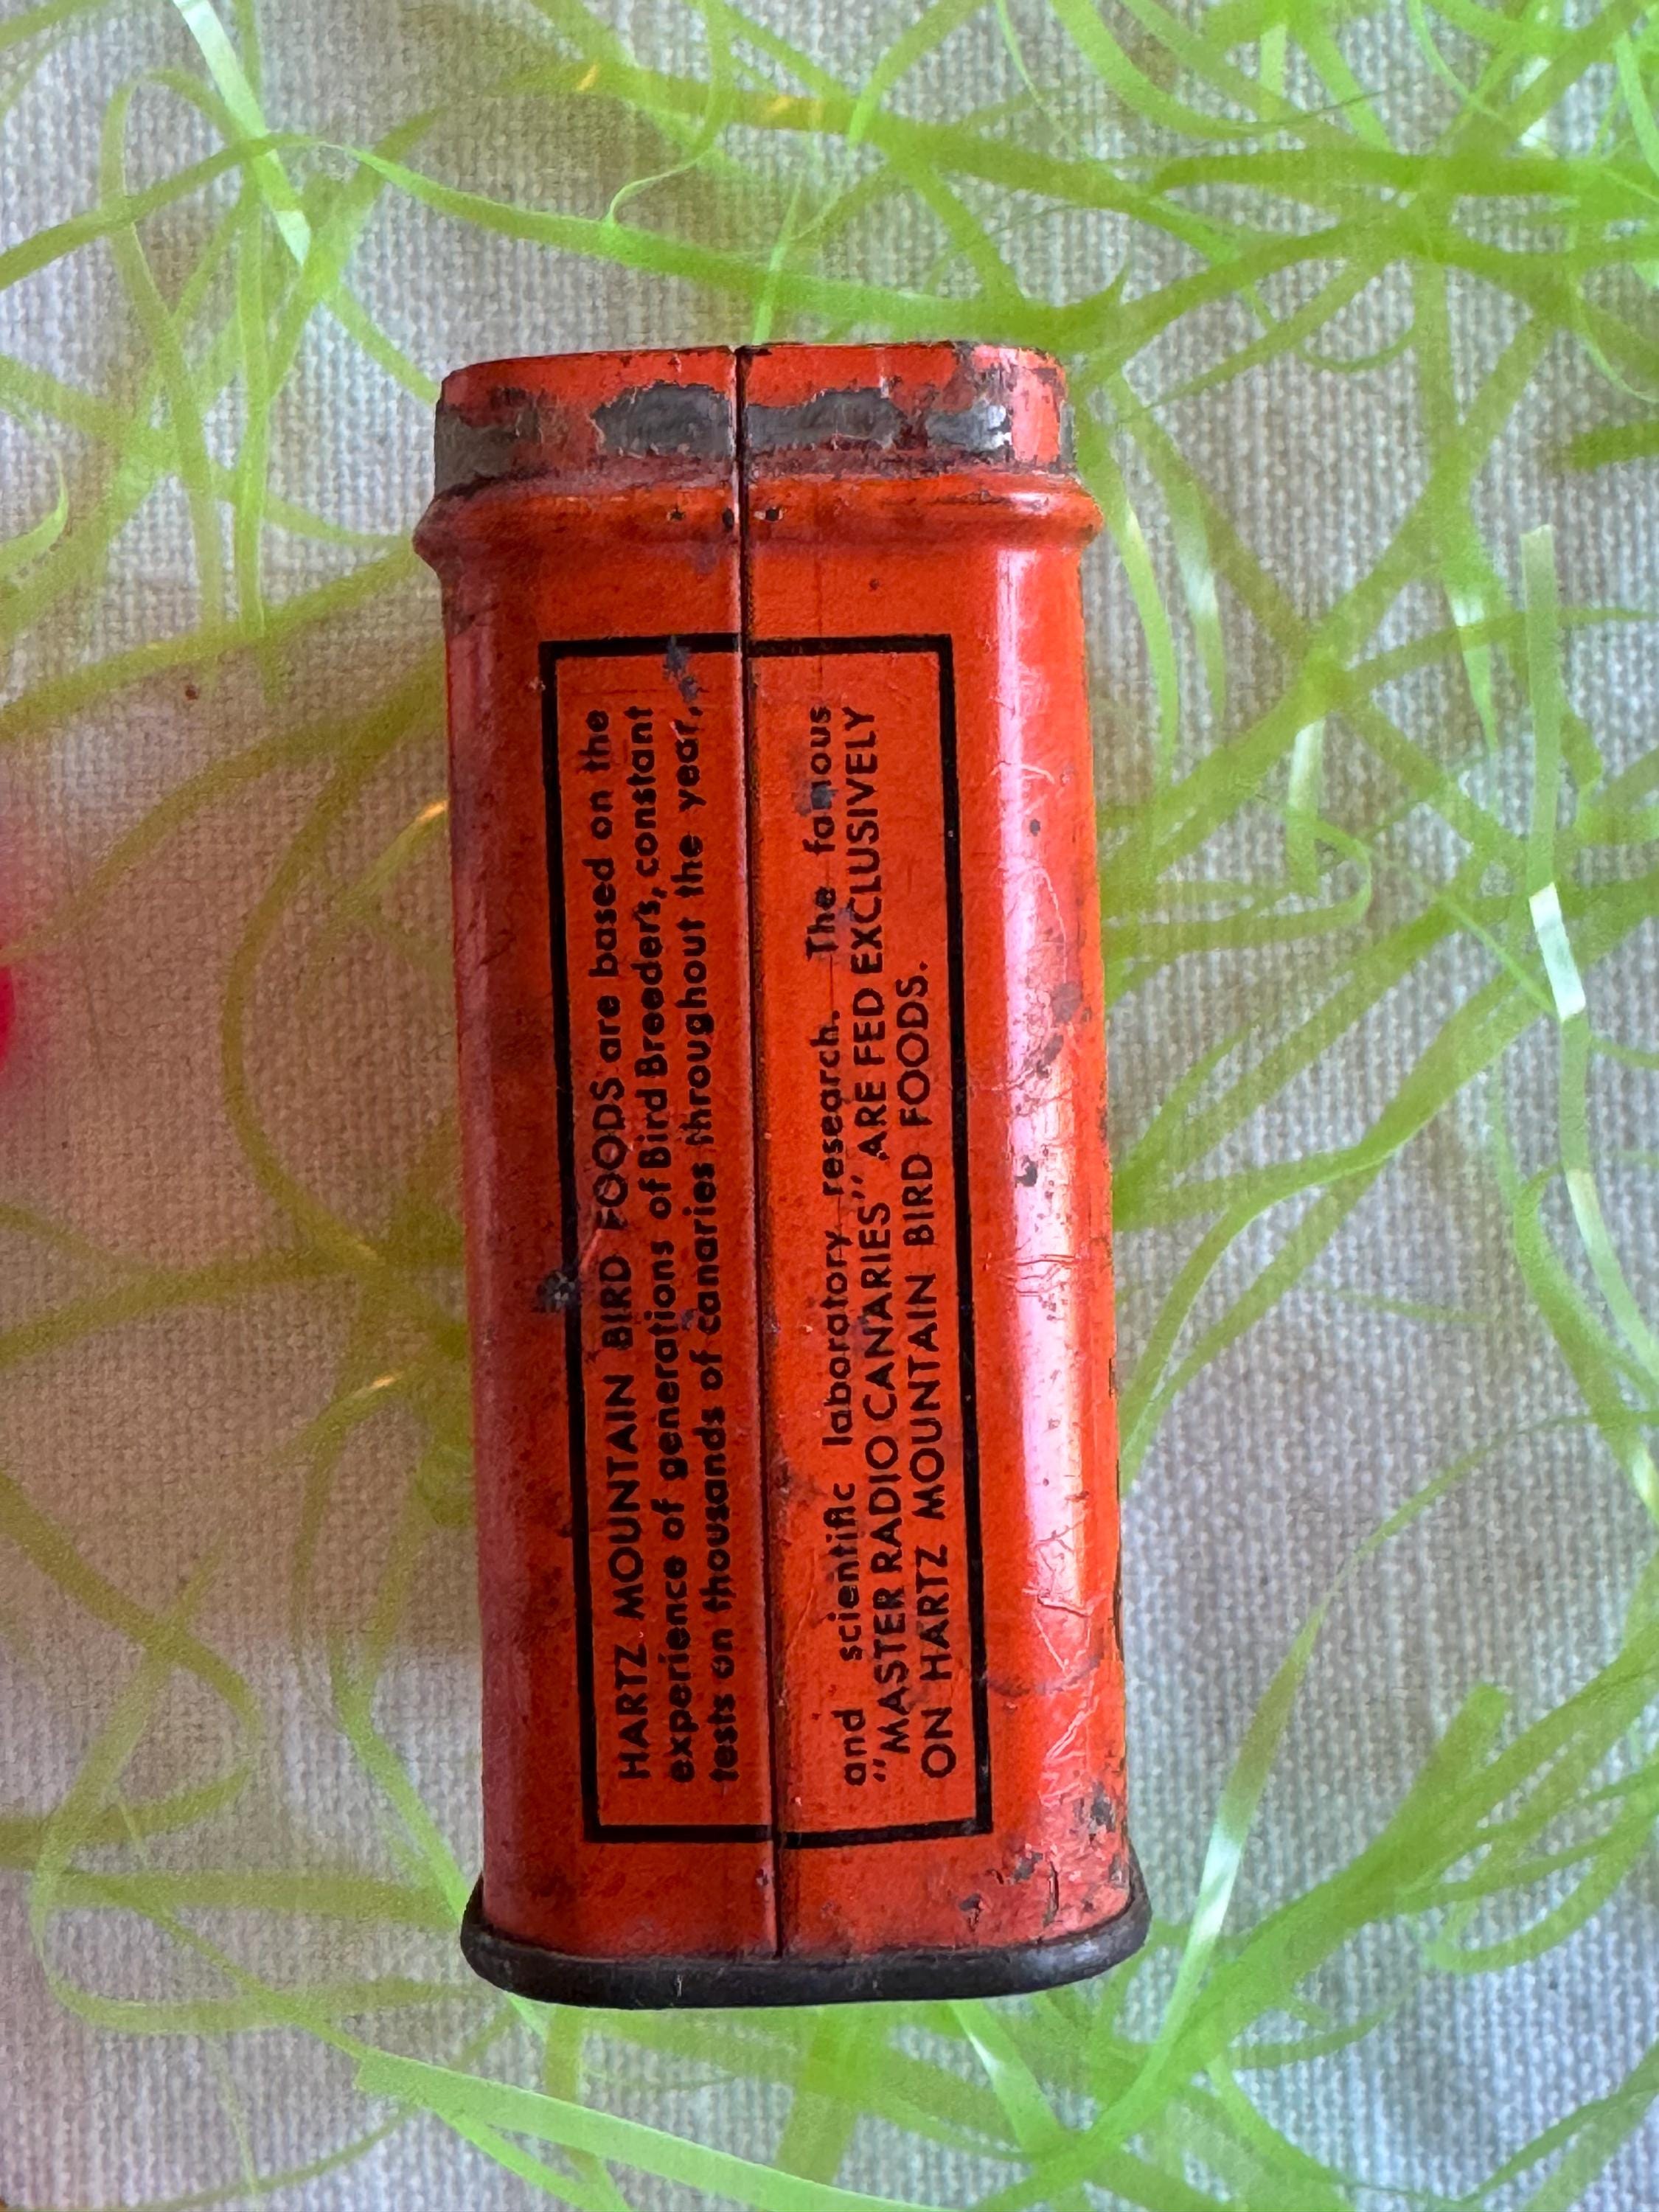 HARTZ MOUNTAIN BIRD FOODS are based on the
experience of generations of Bird Breeders, constant
tests on thousands of canaries throughout the year,
and scientific laboratory research. The famous
"MASTER RADIO CANARIES" ARE FED EXCLUSIVELY
ON HARTZ MOUNTAIN BIRD FOODS.